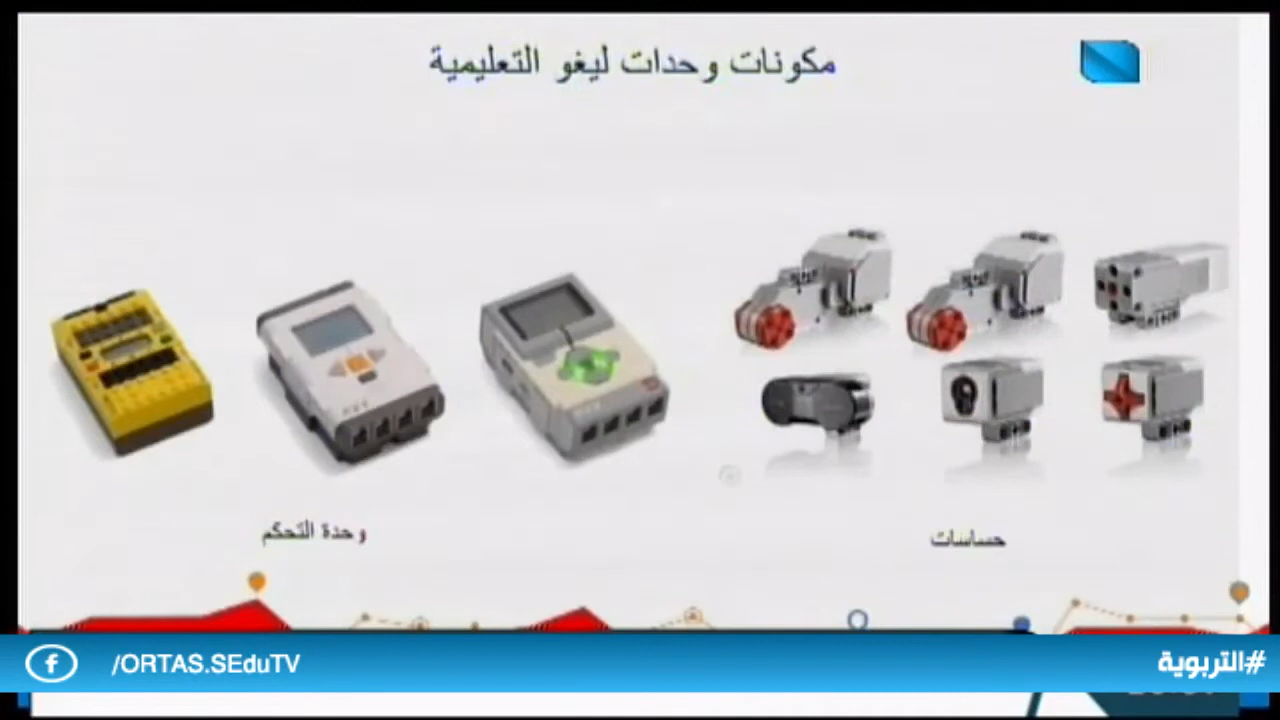 مكونات وحدات ليغو التعليمية
وحدة التحكم
حساسات
/ORTAS.SEduTV
#التربوية